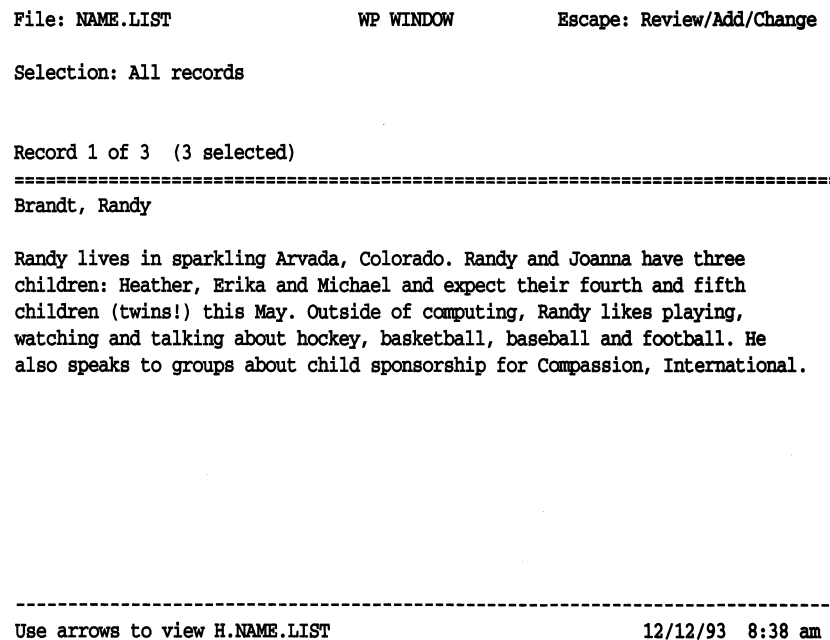 File: NAME.LIST WP WINDOW Escape: Review/Add/Change
Selection: All records
Record 1 of 3 (3 selected)
==============================================================================
Brandt, Randy
Randy lives in sparkling Arvada, Colorado. Randy and Joanna have three
children: Heather, Erika and Michael and expect their fourth and fifth
children (twins!) this May. Outside of computing, Randy likes playing,
watching and talking about hockey, basketball, baseball and football. He
also speaks to groups about child sponsorship for Compassion, International.
------------------------------------------------------------------------------
Use arrows to view H.NAME.LIST 12/12/93 8:38 am